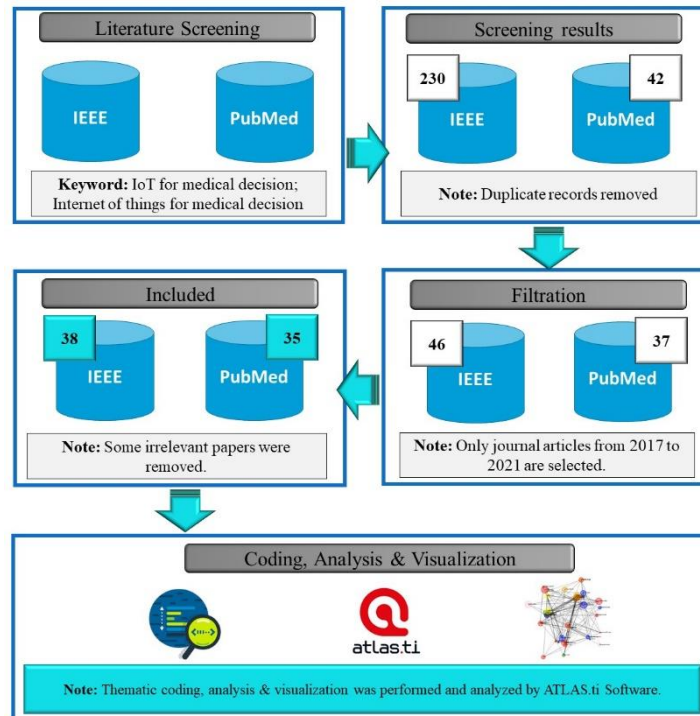 Literature Screening
IEEE
PubMed
Keyword: IoT for medical decision;
Internet of things for medical decision
Screening results
230
42
IEEE
PubMed
Note: Duplicate records removed
Included
38
35
IEEE
PubMed
Note: Some irrelevant papers were
removed.
Filtration
46
37
IEEE
PubMed
Note: Only journal articles from 2017 to
2021 are selected.
Coding, Analysis & Visualization
atlas.ti
Note: Thematic coding, analysis & visualization was performed and analyzed by ATLAS.ti Software.